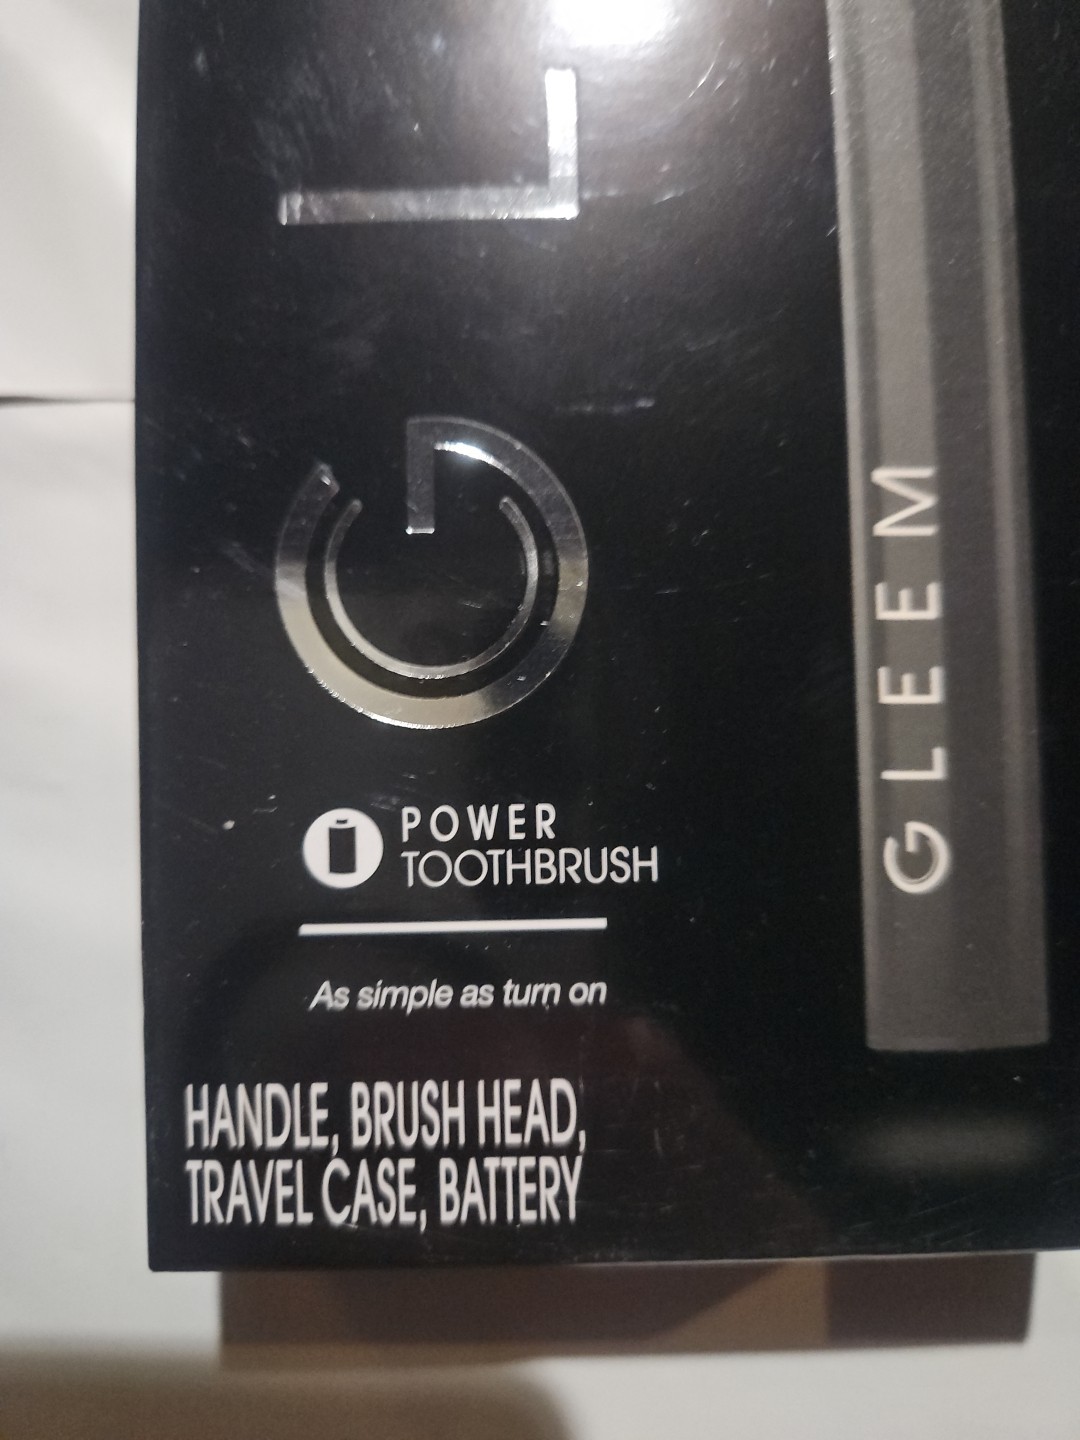 G L
POWER
TOOTHBRUSH
As simple as turn on
HANDLE, BRUSH HEAD,
TRAVEL CASE, BATTERY
GLEEM